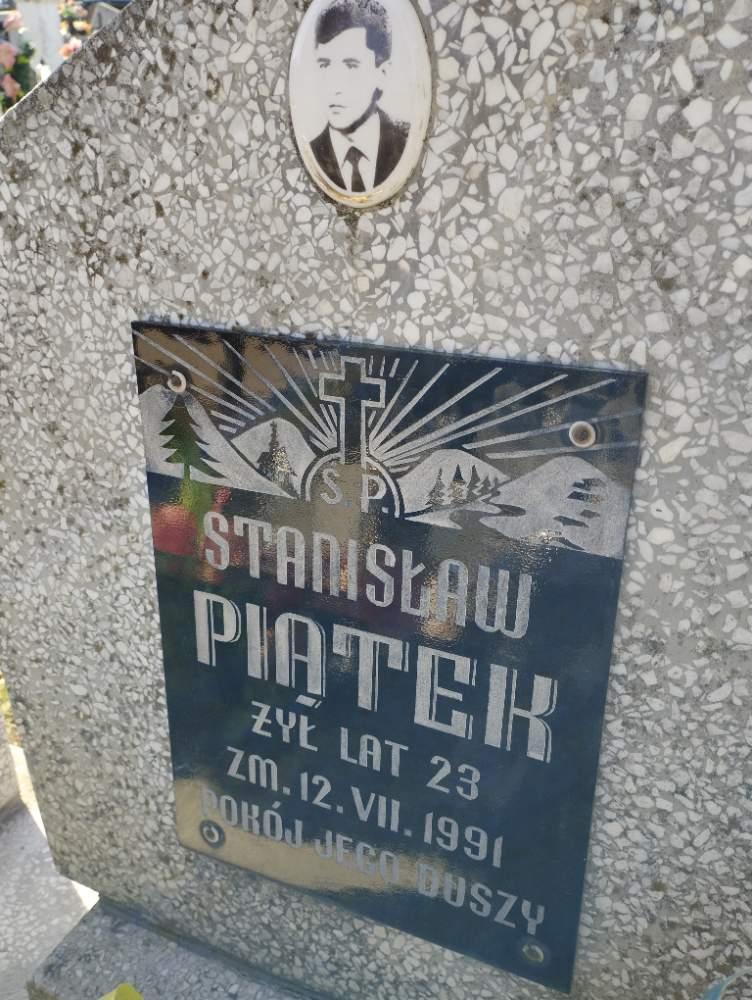 Ś.P.
STANISŁAW
PIĄTEK
ŻYŁ LAT 23
ZM. 12. VII. 1991
POKÓJ JEGO DUSZY